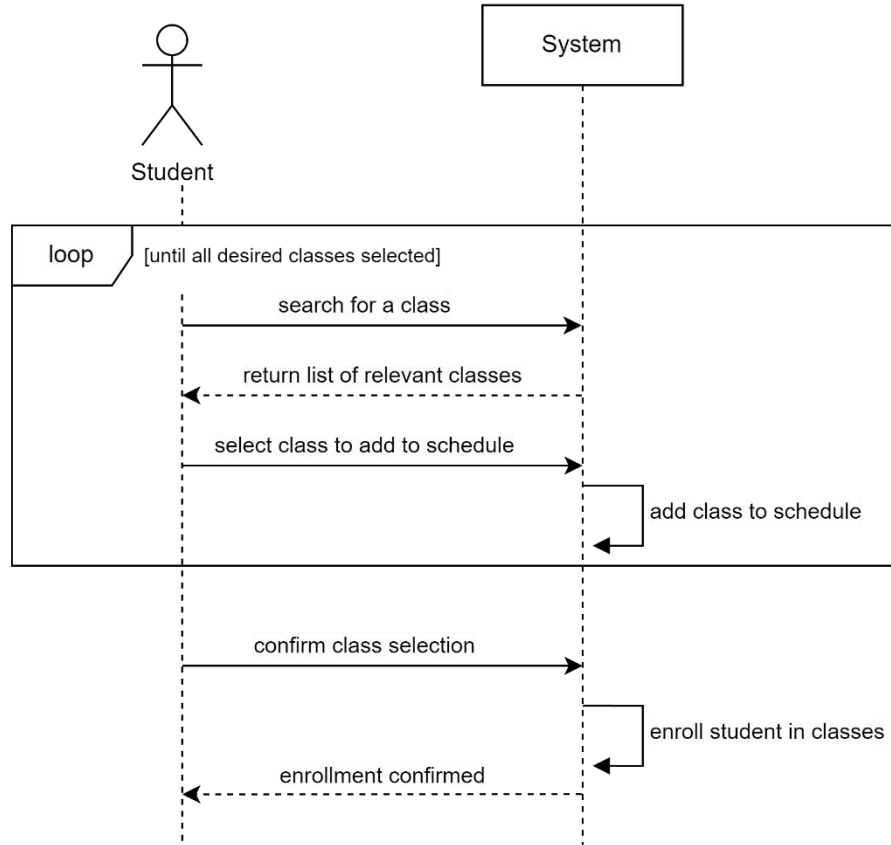 System
Student
loop
[until all desired classes selected]
search for a class
return list of relevant classes
select class to add to schedule
add class to schedule
confirm class selection
enroll student in classes
enrollment confirmed